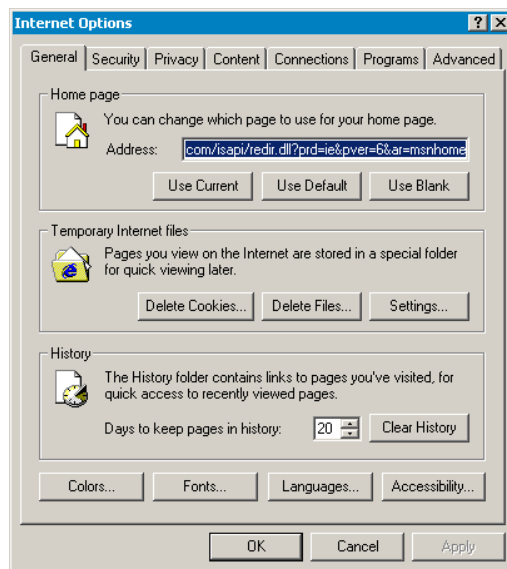 Internet Options
General Security Privacy Content Connections Programs Advanced
Home page
You can change which page to use for your home page.
Address: com/isapi/redir.dll?prd=ie&pver=6&ar=msnhome
Use Current Use Default Use Blank
Temporary Internet files
Pages you view on the Internet are stored in a special folder
for quick viewing later.
Delete Cookies... Delete Files... Settings...
History
The History folder contains links to pages you've visited, for
quick access to recently viewed pages.
Days to keep pages in history: 20 Clear History
Colors... Fonts... Languages... Accessibility...
OK Cancel Apply